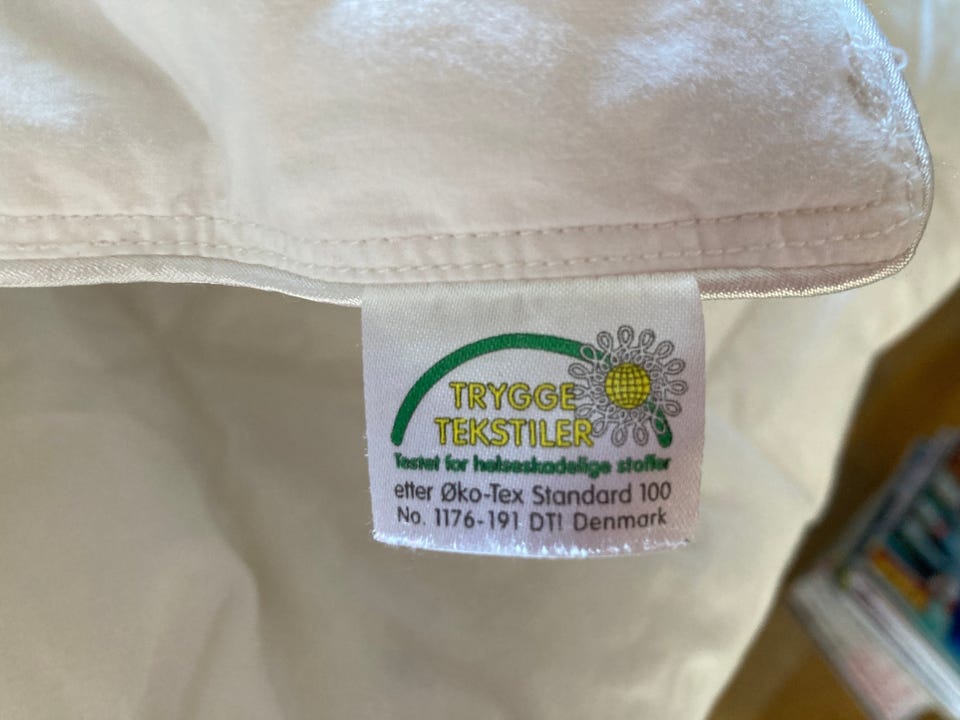 TRYGGE
TEKSTILER
Testet for helseskadelige stoffer
etter Øko-Tex Standard 100
No. 1176-191 DTI Denmark